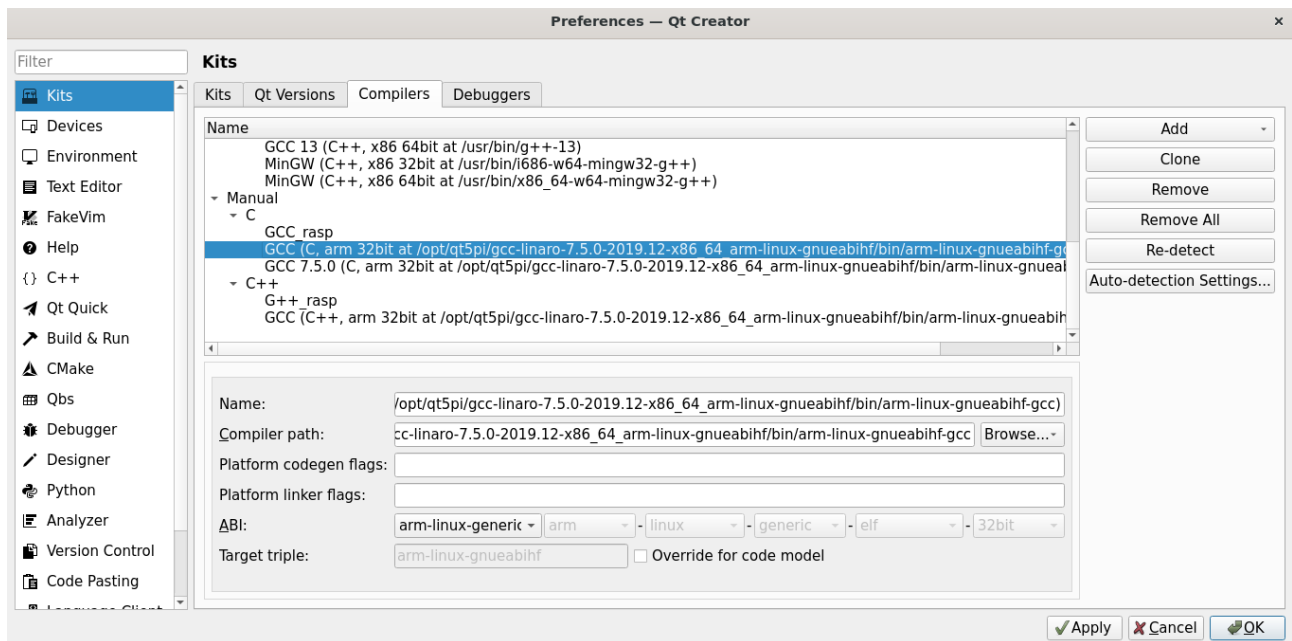 Preferences — Qt Creator
Filter
Kits
Devices
Environment
Text Editor
FakeVim
Help
C++
Qt Quick
Build & Run
CMake
Qbs
Debugger
Designer
Python
Analyzer
Version Control
Code Pasting
Language Client
Kits
Kits Qt Versions Compilers Debuggers
Name
GCC 13 (C++, x86 64bit at /usr/bin/g++-13)
MinGW (C++, x86 32bit at /usr/bin/i686-w64-mingw32-g++)
MinGW (C++, x86 64bit at /usr/bin/x86_64-w64-mingw32-g++)
Manual
C
GCC_rasp
GCC (C, arm 32bit at /opt/qt5pi/gcc-linaro-7.5.0-2019.12-x86_64_arm-linux-gnueabihf/bin/arm-linux-gnueabihf-gc
GCC 7.5.0 (C, arm 32bit at /opt/qt5pi/gcc-linaro-7.5.0-2019.12-x86_64_arm-linux-gnueabihf/bin/arm-linux-gnueab
C++
G++_rasp
GCC (C++, arm 32bit at /opt/qt5pi/gcc-linaro-7.5.0-2019.12-x86_64_arm-linux-gnueabihf/bin/arm-linux-gnueabih
Add
Clone
Remove
Remove All
Re-detect
Auto-detection Settings...
Name: /opt/qt5pi/gcc-linaro-7.5.0-2019.12-x86_64_arm-linux-gnueabihf/bin/arm-linux-gnueabihf-gcc)
Compiler path: cc-linaro-7.5.0-2019.12-x86_64_arm-linux-gnueabihf/bin/arm-linux-gnueabihf-gcc Browse...
Platform codegen flags:
Platform linker flags:
ABI: arm-linux-generic arm - linux - generic - elf - 32bit
Target triple: arm-linux-gnueabihf Override for code model
Apply Cancel OK